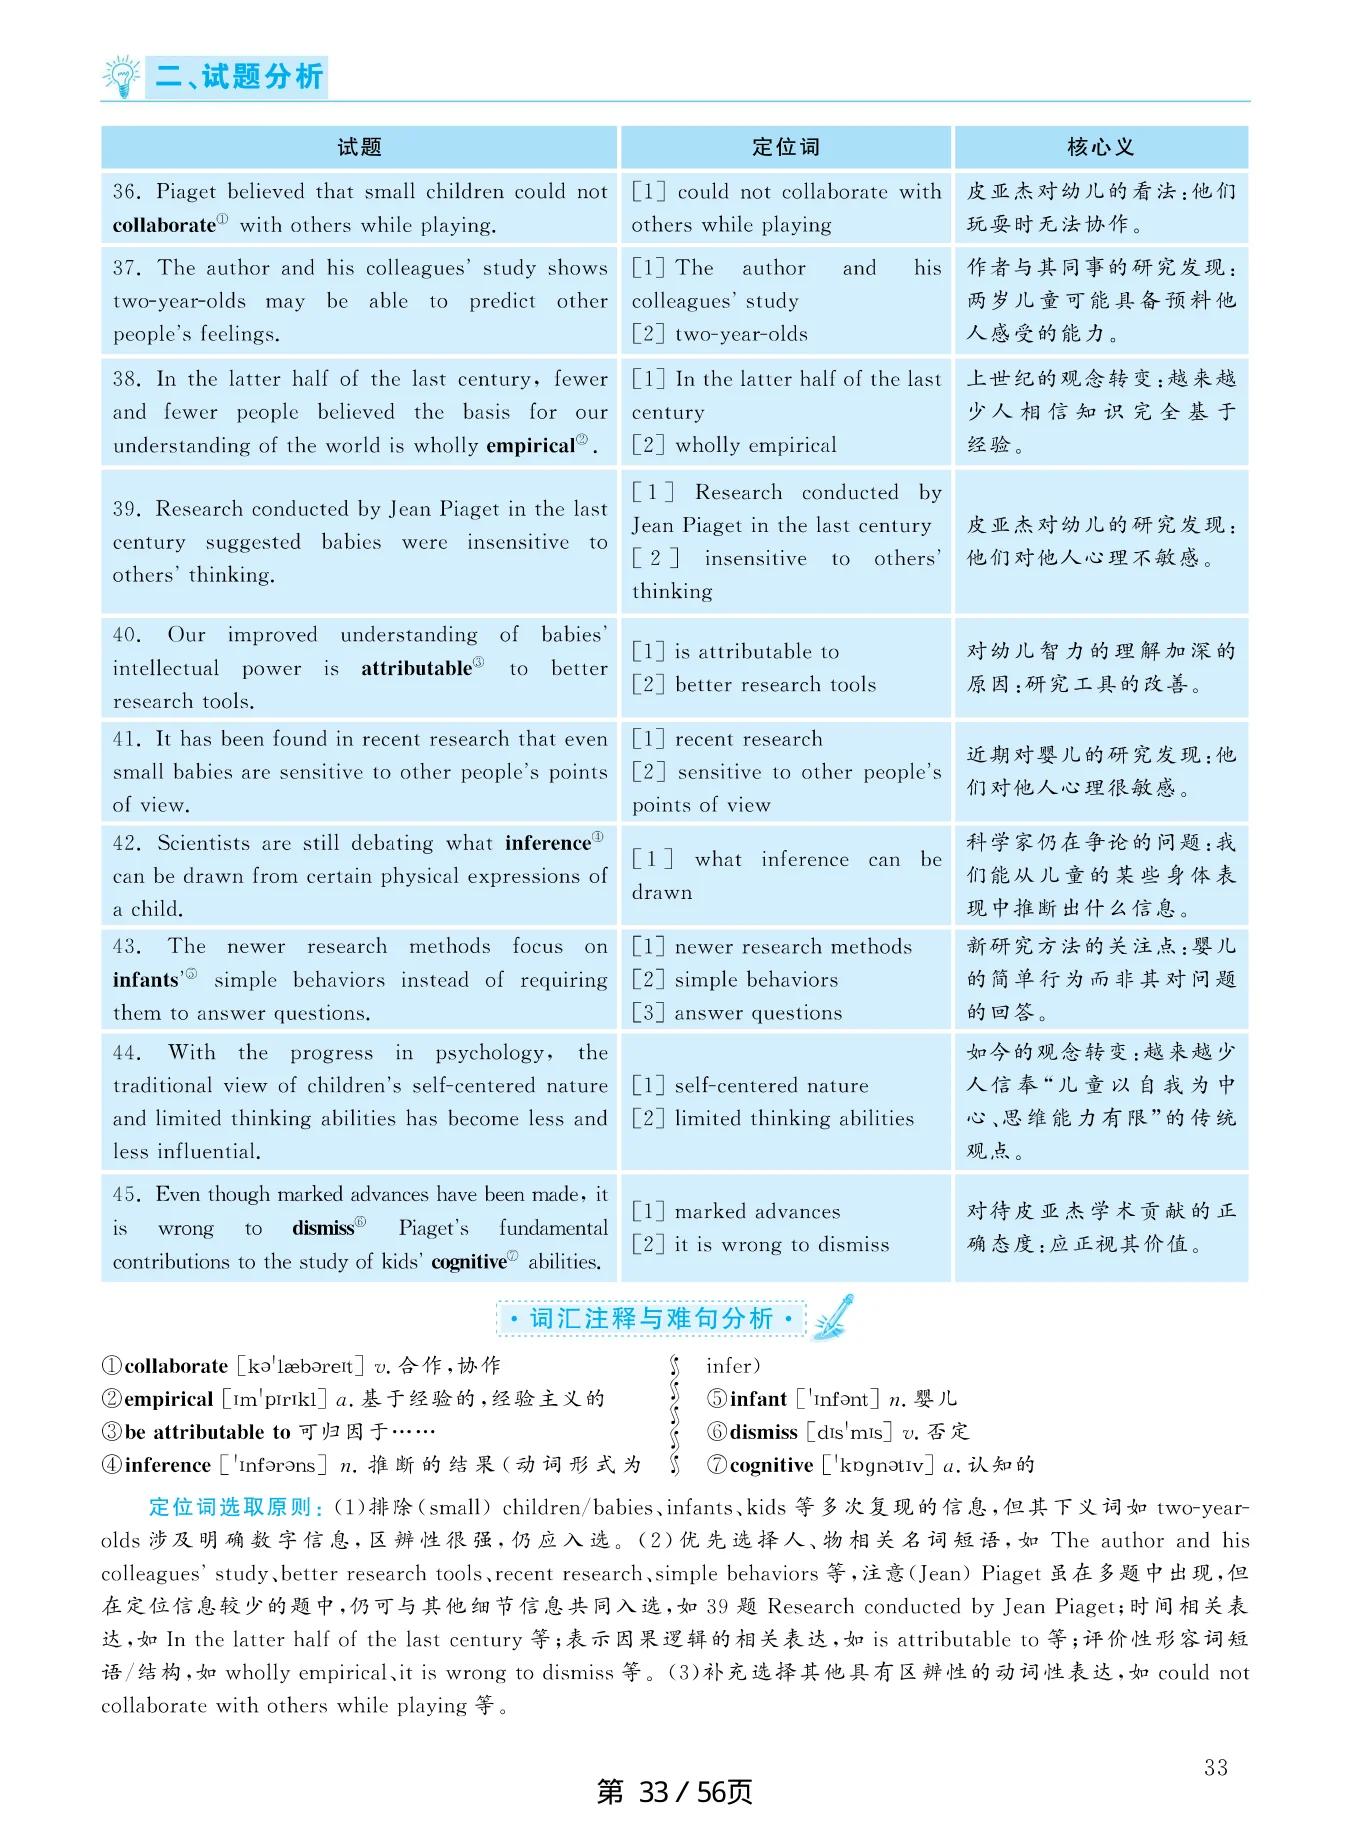 二、试题分析
试题
定位词
核心义
36. Piaget believed that small children could not
collaborate① with others while playing.
[1] could not collaborate with
others while playing
皮亚杰对幼儿的看法:他们
玩耍时无法协作。
37. The author and his colleagues' study shows
two-year-olds may be able to predict other
people's feelings.
[1] The author and his
colleagues' study
[2] two-year-olds
作者与其同事的研究发现:
两岁儿童可能具备预料他
人感受的能力。
38. In the latter half of the last century, fewer
and fewer people believed the basis for our
understanding of the world is wholly empirical②.
[1] In the latter half of the last
century
[2] wholly empirical
上世纪的观念转变:越来越
少人相信知识完全基于
经验。
39. Research conducted by Jean Piaget in the last
century suggested babies were insensitive to
others' thinking.
[1] Research conducted by
Jean Piaget in the last century
[2] insensitive to others'
thinking
皮亚杰对幼儿的研究发现:
他们对他人心理不敏感。
40. Our improved understanding of babies'
intellectual power is attributable③ to better
research tools.
[1] is attributable to
[2] better research tools
对幼儿智力的理解加深的
原因:研究工具的改善。
41. It has been found in recent research that even
small babies are sensitive to other people's points
of view.
[1] recent research
[2] sensitive to other people's
points of view
近期对婴儿的研究发现:他
们对他人心理很敏感。
42. Scientists are still debating what inference④
can be drawn from certain physical expressions of
a child.
[1] what inference can be
drawn
科学家仍在争论的问题:我
们能从儿童的某些身体表
现中推断出什么信息。
43. The newer research methods focus on
infants'⑤ simple behaviors instead of requiring
them to answer questions.
[1] newer research methods
[2] simple behaviors
[3] answer questions
新研究方法的关注点:婴儿
的简单行为而非其对问题
的回答。
44. With the progress in psychology, the
traditional view of children's self-centered nature
and limited thinking abilities has become less and
less influential.
[1] self-centered nature
[2] limited thinking abilities
如今的观念转变:越来越少
人信奉“儿童以自我为中
心、思维能力有限”的传统
观点。
45. Even though marked advances have been made, it
is wrong to dismiss⑥ Piaget's fundamental
contributions to the study of kids' cognitive⑦ abilities.
[1] marked advances
[2] it is wrong to dismiss
对待皮亚杰学术贡献的正
确态度:应正视其价值。
·词汇注释与难句分析·
①collaborate [kəˈlæbəreɪt] v. 合作,协作
②empirical [ɪmˈpɪrɪkl] a. 基于经验的,经验主义的
③be attributable to 可归因于……
④inference [ˈɪnfərəns] n. 推断的结果(动词形式为
infer)
⑤infant [ˈɪnfənt] n. 婴儿
⑥dismiss [dɪsˈmɪs] v. 否定
⑦cognitive [ˈkɒgnətɪv] a. 认知的
定位词选取原则: (1)排除(small) children/babies、infants、kids 等多次复现的信息,但其下义词如 two-year-
olds 涉及明确数字信息,区辨性很强,仍应入选。(2)优先选择人、物相关名词短语,如 The author and his
colleagues' study、better research tools、recent research、simple behaviors 等,注意(Jean) Piaget 虽在多题中出现,但
在定位信息较少的题中,仍可与其他细节信息共同入选,如 39 题 Research conducted by Jean Piaget;时间相关表
达,如 In the latter half of the last century 等;表示因果逻辑的相关表达,如 is attributable to 等;评价性形容词短
语/结构,如 wholly empirical、it is wrong to dismiss 等。(3)补充选择其他具有区辨性的动词性表达,如 could not
collaborate with others while playing 等。
33
第 33 / 56页